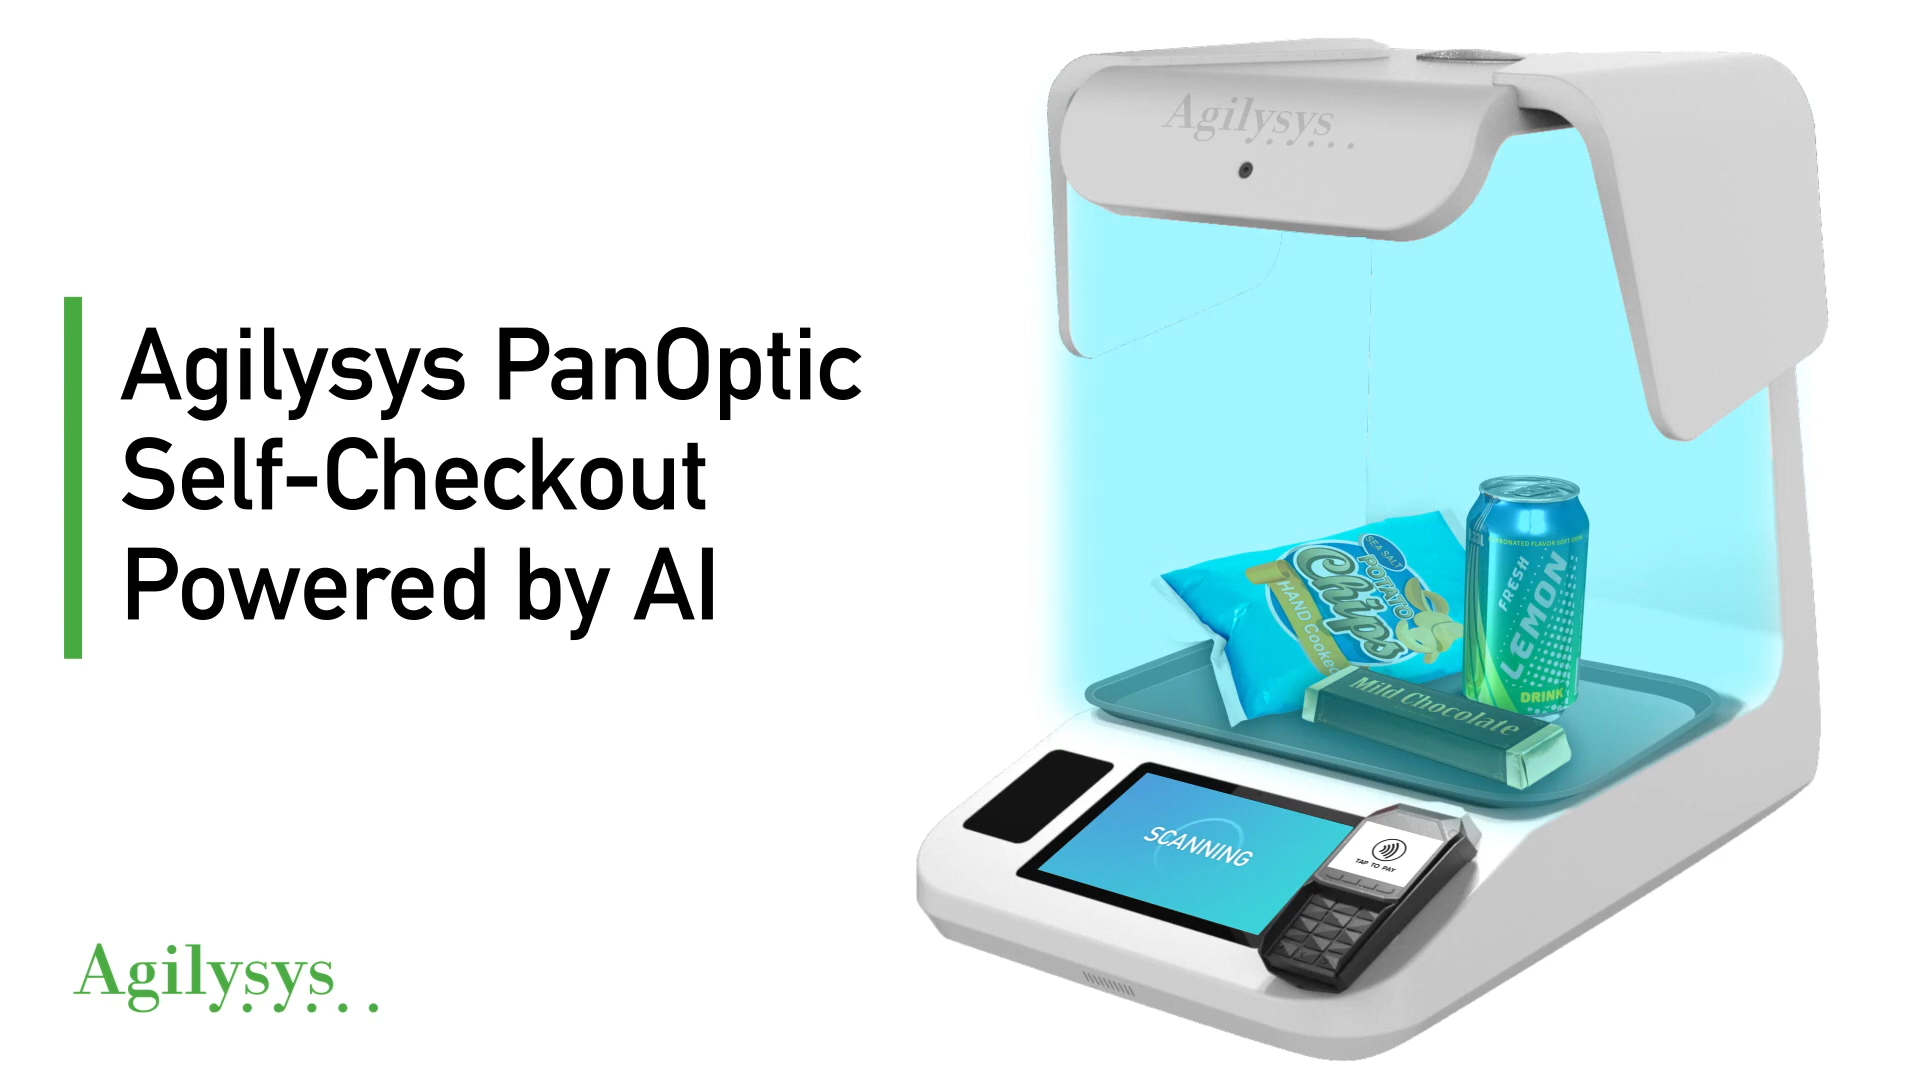 Agilysys
Agilysys PanOptic
Self-Checkout
Powered by AI
SEA SALT
POTATO
Chips
HAND Cooked
FRESH
LEMON
DRINK
Mild Chocolate
SCANNING
TAP TO PAY
Agilysys